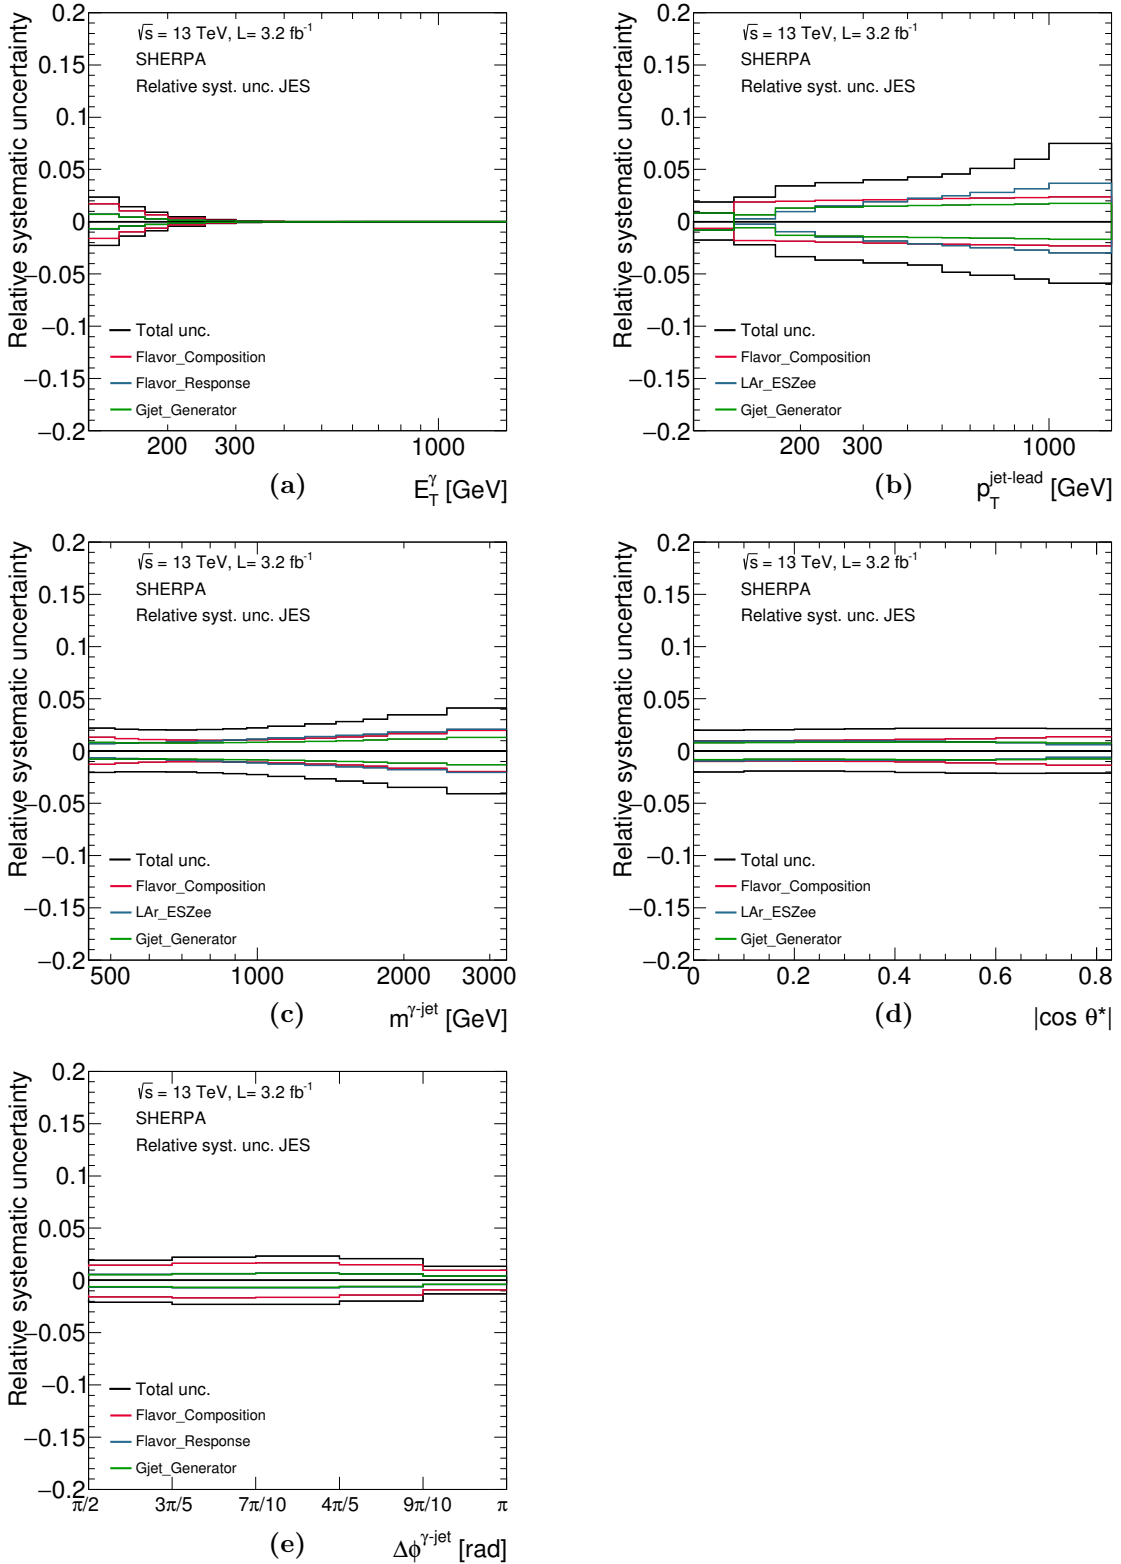 Relative systematic uncertainty
0.2
0.15
0.1
0.05
0
−0.05
−0.1
−0.15
−0.2
√s = 13 TeV, L= 3.2 fb⁻¹
SHERPA
Relative syst. unc. JES
Total unc.
Flavor_Composition
Flavor_Response
Gjet_Generator
200 300 1000
(a)
E_T^γ [GeV]
Relative systematic uncertainty
0.2
0.15
0.1
0.05
0
−0.05
−0.1
−0.15
−0.2
√s = 13 TeV, L= 3.2 fb⁻¹
SHERPA
Relative syst. unc. JES
Total unc.
Flavor_Composition
LAr_ESZee
Gjet_Generator
200 300 1000
(b)
p_T^jet-lead [GeV]
Relative systematic uncertainty
0.2
0.15
0.1
0.05
0
−0.05
−0.1
−0.15
−0.2
√s = 13 TeV, L= 3.2 fb⁻¹
SHERPA
Relative syst. unc. JES
Total unc.
Flavor_Composition
LAr_ESZee
Gjet_Generator
500 1000 2000 3000
(c)
m^γ-jet [GeV]
Relative systematic uncertainty
0.2
0.15
0.1
0.05
0
−0.05
−0.1
−0.15
−0.2
√s = 13 TeV, L= 3.2 fb⁻¹
SHERPA
Relative syst. unc. JES
Total unc.
Flavor_Composition
LAr_ESZee
Gjet_Generator
0 0.2 0.4 0.6 0.8
(d)
|cos θ*|
Relative systematic uncertainty
0.2
0.15
0.1
0.05
0
−0.05
−0.1
−0.15
−0.2
√s = 13 TeV, L= 3.2 fb⁻¹
SHERPA
Relative syst. unc. JES
Total unc.
Flavor_Composition
Flavor_Response
Gjet_Generator
π/2 3π/5 7π/10 4π/5 9π/10 π
(e)
Δϕ^γ-jet [rad]